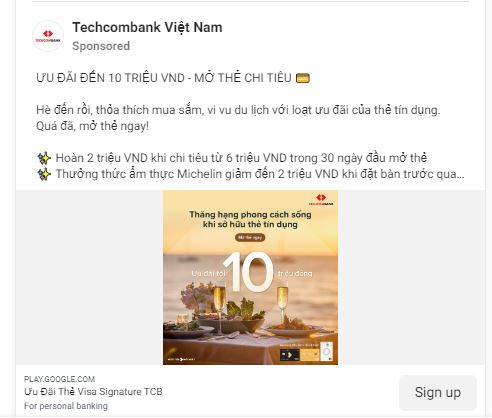 Techcombank Việt Nam
Sponsored
ƯU ĐÃI ĐẾN 10 TRIỆU VND - MỞ THẺ CHI TIÊU 💳
Hè đến rồi, thỏa thích mua sắm, vi vu du lịch với loạt ưu đãi của thẻ tín dụng.
Quá đã, mở thẻ ngay!
✨ Hoàn 2 triệu VND khi chi tiêu từ 6 triệu VND trong 30 ngày đầu mở thẻ
✨ Thưởng thức ẩm thực Michelin giảm đến 2 triệu VND khi đặt bàn trước qua...
TECHCOMBANK
Thăng hạng phong cách sống
khi sở hữu thẻ tín dụng
Mở thẻ ngay
Ưu đãi tới 10 triệu đồng
PLAY.GOOGLE.COM
Ưu Đãi Thẻ Visa Signature TCB
For personal banking
Sign up